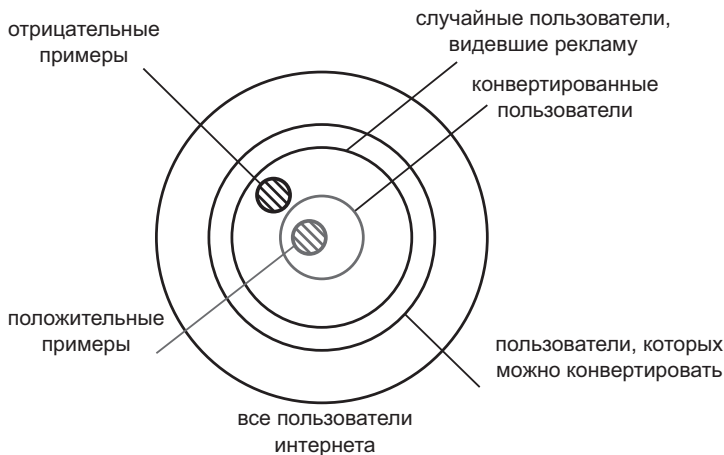 отрицательные
примеры
случайные пользователи,
видевшие рекламу
конвертированные
пользователи
положительные
примеры
пользователи, которых
можно конвертировать
все пользователи
интернета